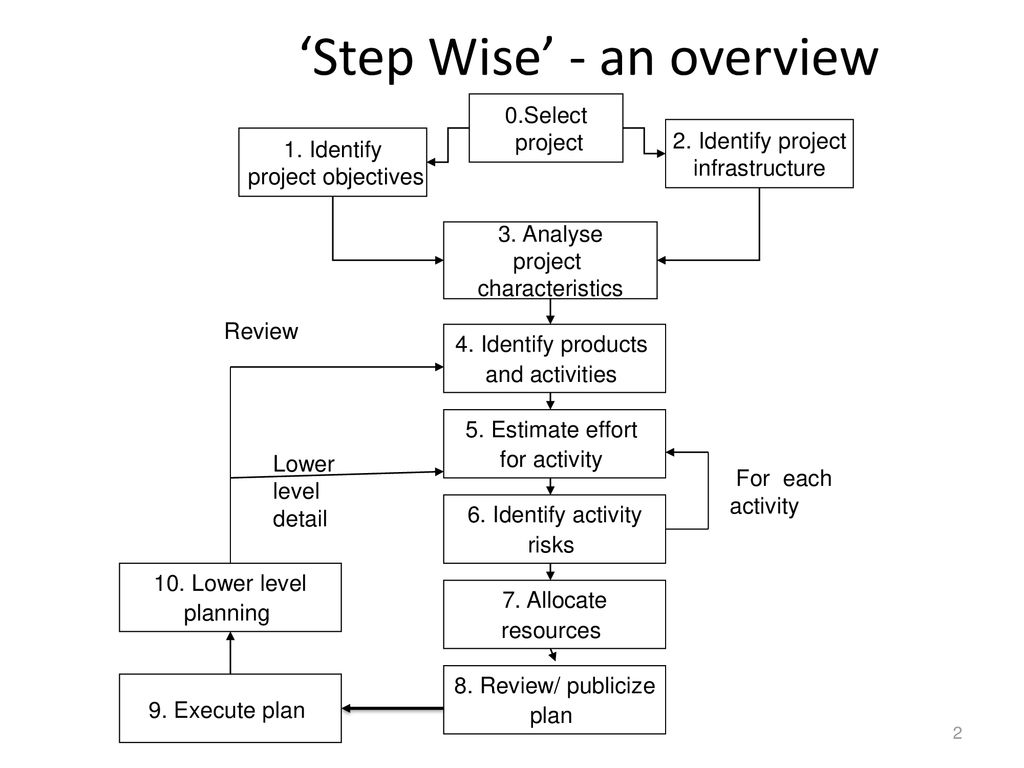 ‘Step Wise’ - an overview
0.Select
project
1. Identify
project objectives
2. Identify project
infrastructure
3. Analyse
project
characteristics
Review
4. Identify products
and activities
5. Estimate effort
for activity
Lower
level
detail
For each
activity
6. Identify activity
risks
10. Lower level
planning
7. Allocate
resources
8. Review/ publicize
plan
9. Execute plan
2